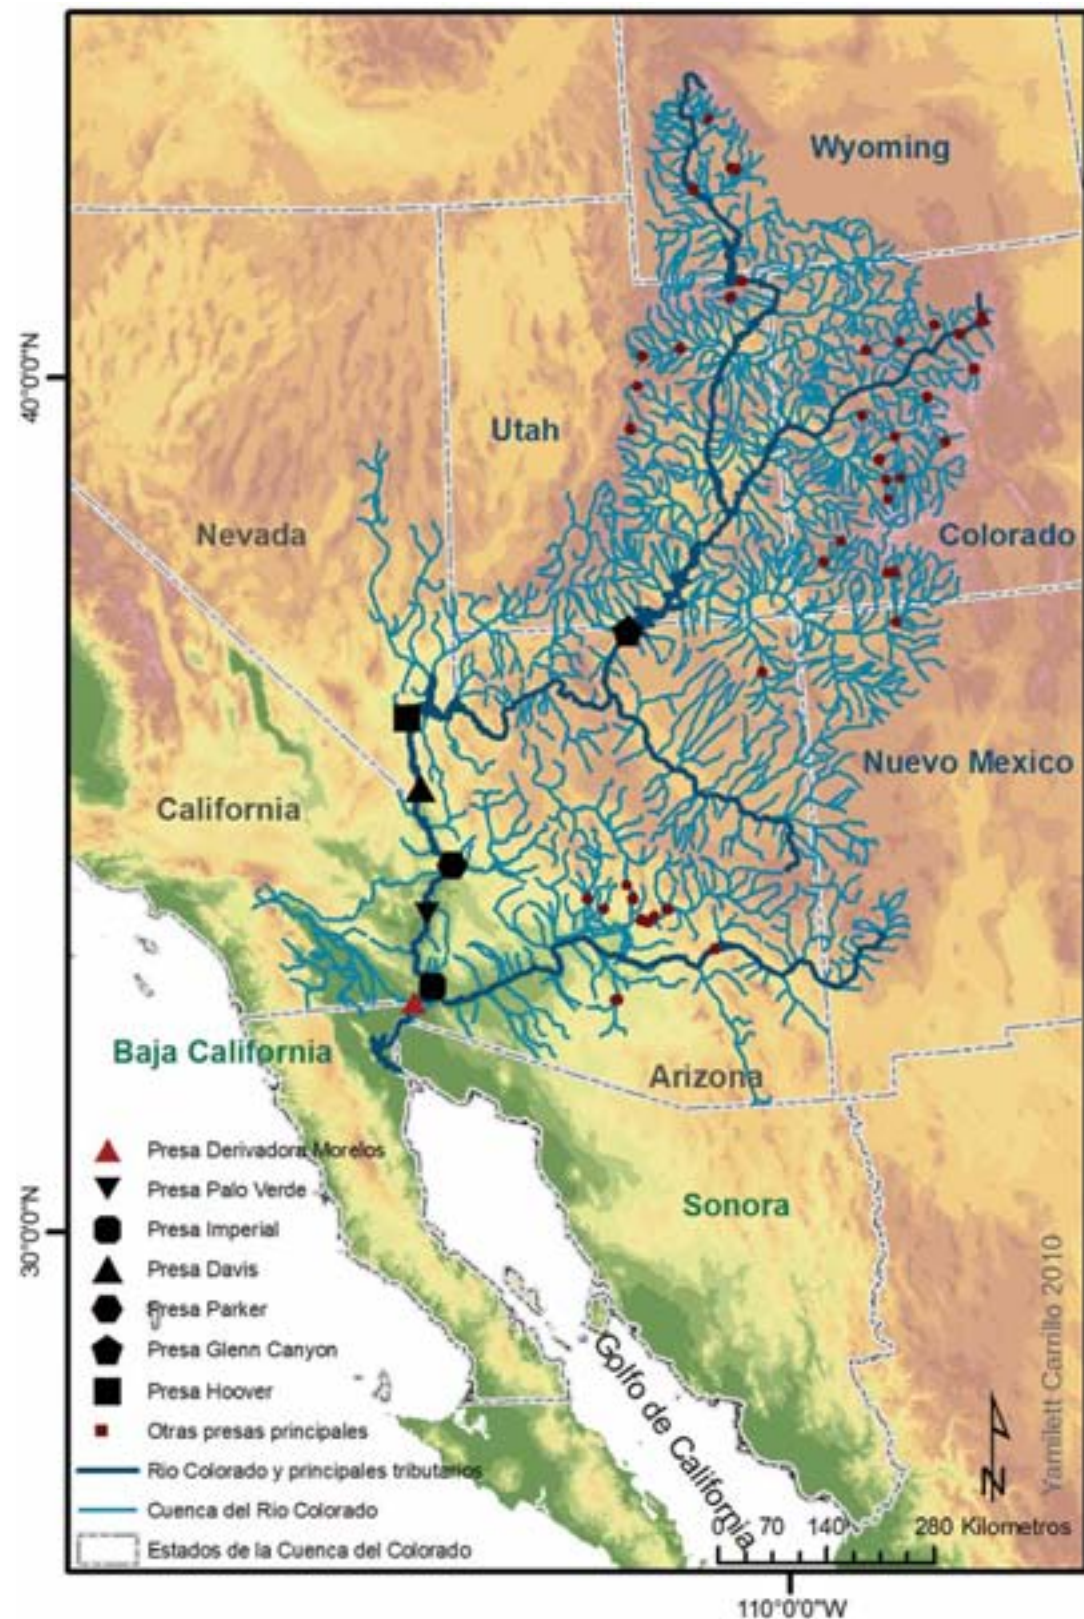 Wyoming
40°0'0"N
Utah
Nevada
Colorado
Nuevo Mexico
California
Baja California
Arizona
Presa Derivadora Morelos
Presa Palo Verde
Sonora
30°0'0"N
Presa Imperial
Presa Davis
Presa Parker
Presa Glenn Canyon
Presa Hoover
Otras presas principales
Rio Colorado y principales tributarios
Cuenca del Rio Colorado
Estados de la Cuenca del Colorado
Golfo de California
N
Yamilett Carrillo 2010
0 70 140 280 Kilometros
110°0'0"W